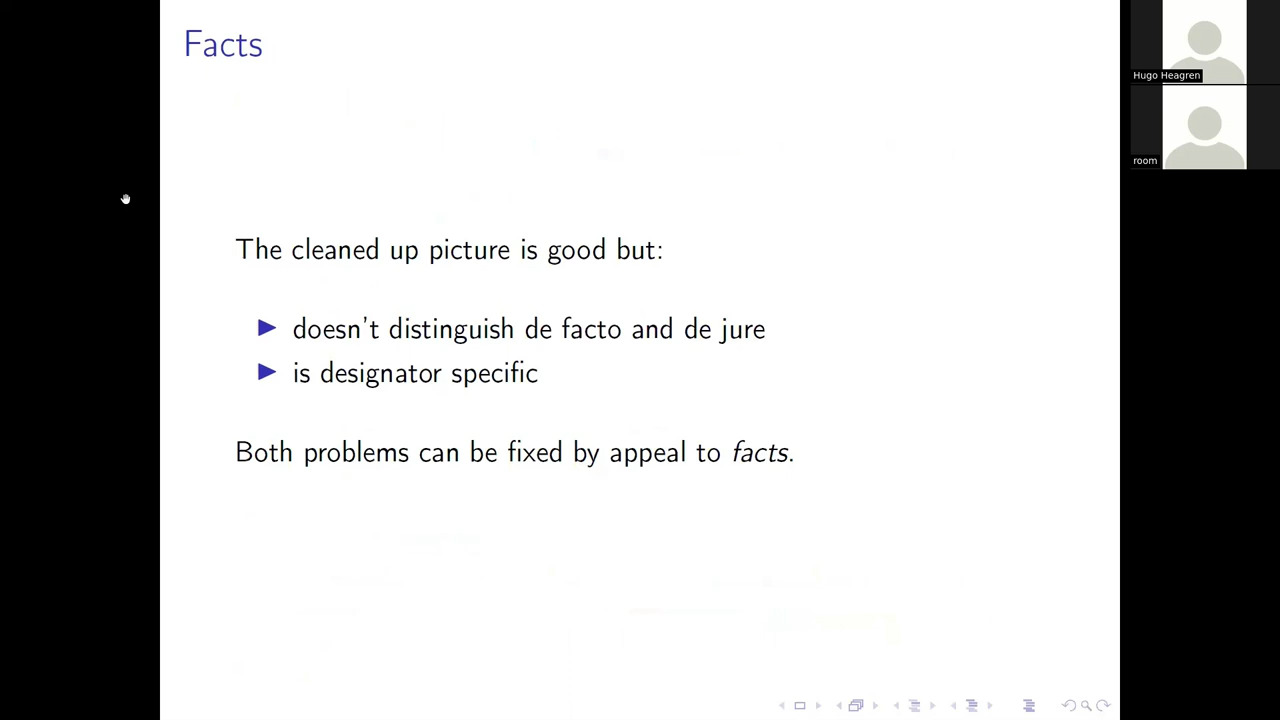 Facts
The cleaned up picture is good but:
doesn't distinguish de facto and de jure
is designator specific
Both problems can be fixed by appeal to facts.
Hugo Heagren
room